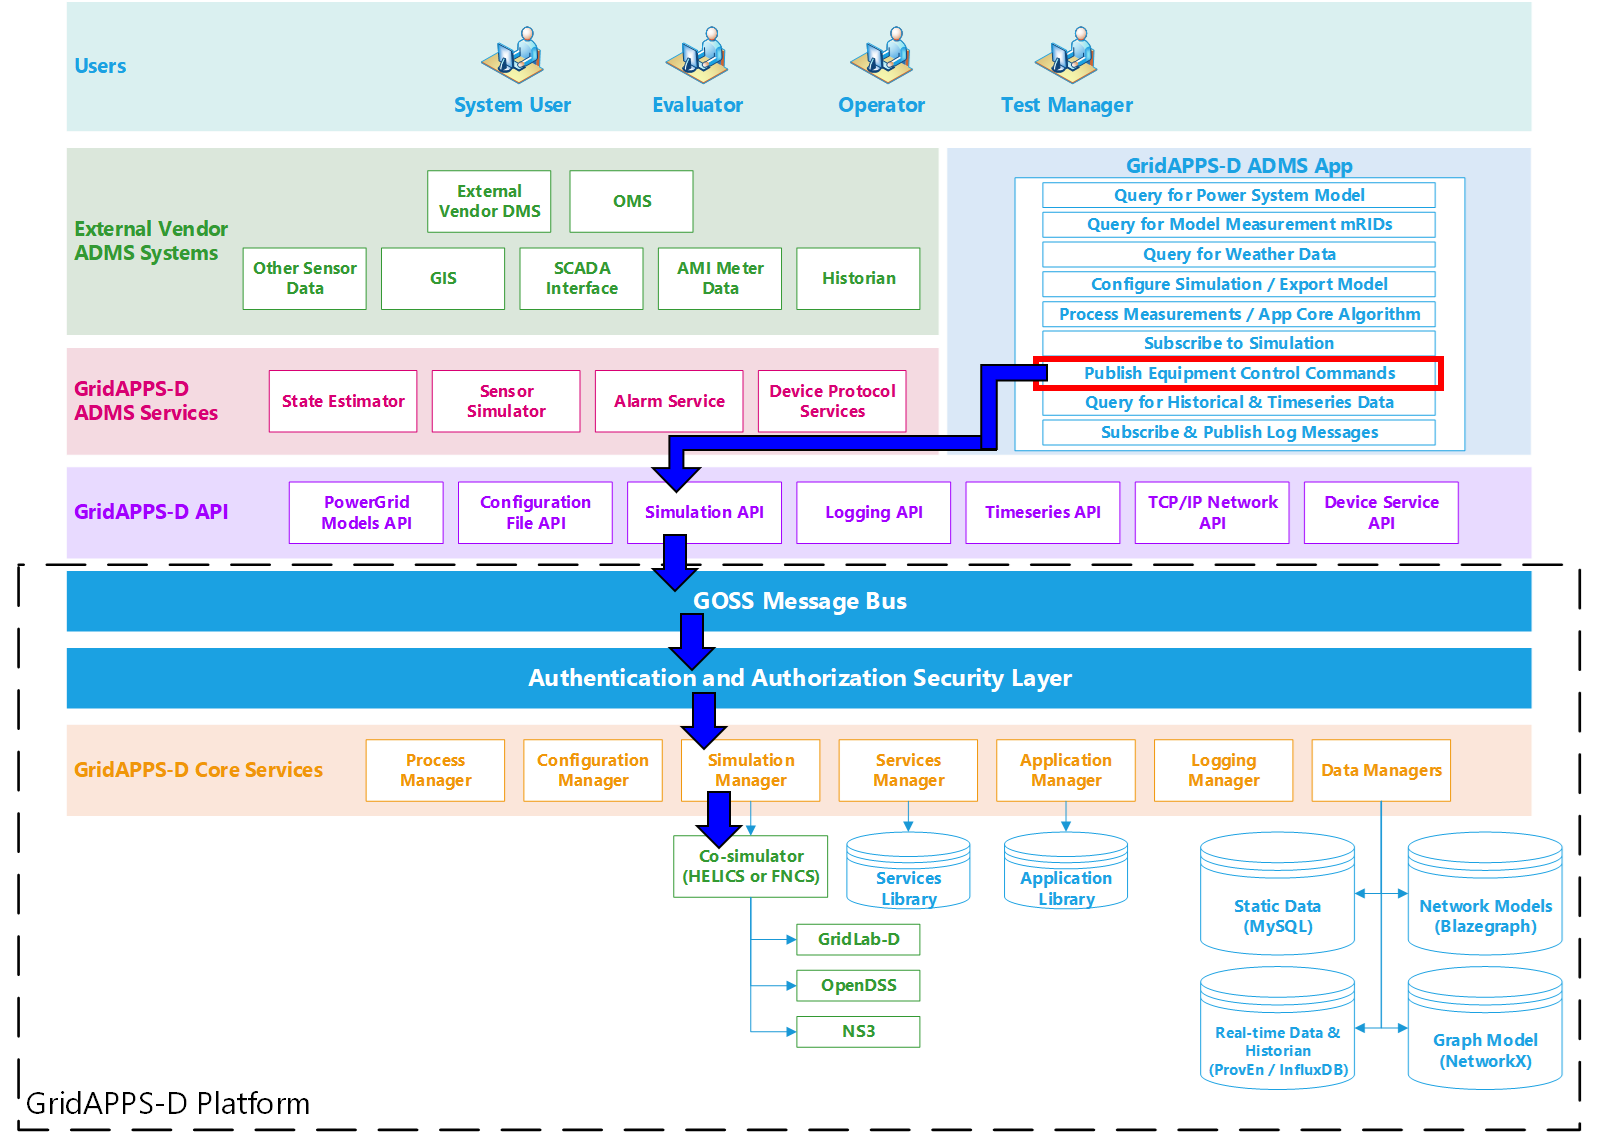 Users
System User
Evaluator
Operator
Test Manager
External Vendor
ADMS Systems
External
Vendor DMS
OMS
Other Sensor
Data
GIS
SCADA
Interface
AMI Meter
Data
Historian
GridAPPS-D ADMS App
Query for Power System Model
Query for Model Measurement mRIDs
Query for Weather Data
Configure Simulation / Export Model
Process Measurements / App Core Algorithm
Subscribe to Simulation
Publish Equipment Control Commands
Query for Historical & Timeseries Data
Subscribe & Publish Log Messages
GridAPPS-D
ADMS Services
State Estimator
Sensor
Simulator
Alarm Service
Device Protocol
Services
GridAPPS-D API
PowerGrid
Models API
Configuration
File API
Simulation API
Logging API
Timeseries API
TCP/IP Network
API
Device Service
API
GOSS Message Bus
Authentication and Authorization Security Layer
GridAPPS-D Core Services
Process
Manager
Configuration
Manager
Simulation
Manager
Services
Manager
Application
Manager
Logging
Manager
Data Managers
Co-simulator
(HELICS or FNCS)
Services
Library
Application
Library
GridLab-D
OpenDSS
NS3
Static Data
(MySQL)
Network Models
(Blazegraph)
Real-time Data &
Historian
(ProvEn / InfluxDB)
Graph Model
(NetworkX)
GridAPPS-D Platform